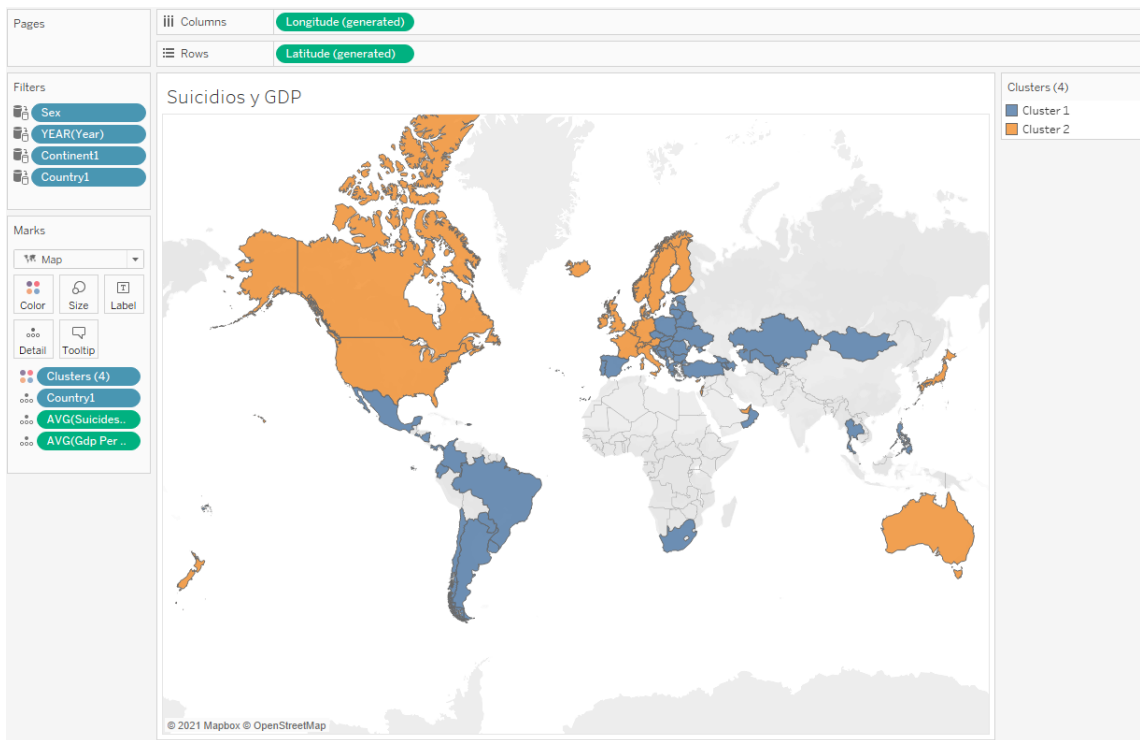 Pages
Columns
Longitude (generated)
Rows
Latitude (generated)
Filters
Sex
YEAR(Year)
Continent1
Country1
Marks
Map
Color
Size
Label
Detail
Tooltip
Clusters (4)
Country1
AVG(Suicides..
AVG(Gdp Per ..
Suicidios y GDP
© 2021 Mapbox © OpenStreetMap
Clusters (4)
Cluster 1
Cluster 2